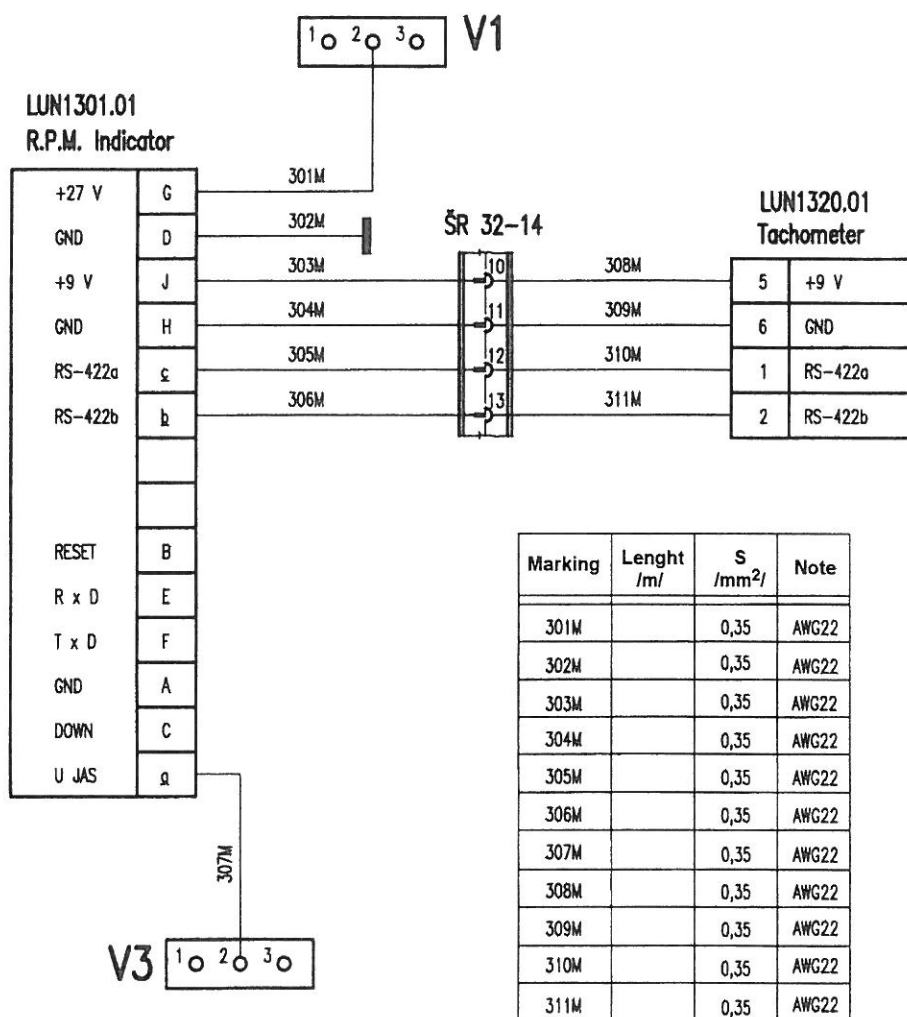 1 2 3 V1
LUN1301.01
R.P.M. Indicator
+27 V G 301M
GND D 302M
ŠR 32-14
LUN1320.01
Tachometer
+9 V J 303M 10 308M 5 +9 V
GND H 304M 11 309M 6 GND
RS-422a c 305M 12 310M 1 RS-422a
RS-422b b 306M 13 311M 2 RS-422b
RESET B
R x D E
T x D F
GND A
DOWN C
U JAS a
307M
V3 1 2 3
Marking Lenght /m/ S /mm²/ Note
301M 0,35 AWG22
302M 0,35 AWG22
303M 0,35 AWG22
304M 0,35 AWG22
305M 0,35 AWG22
306M 0,35 AWG22
307M 0,35 AWG22
308M 0,35 AWG22
309M 0,35 AWG22
310M 0,35 AWG22
311M 0,35 AWG22